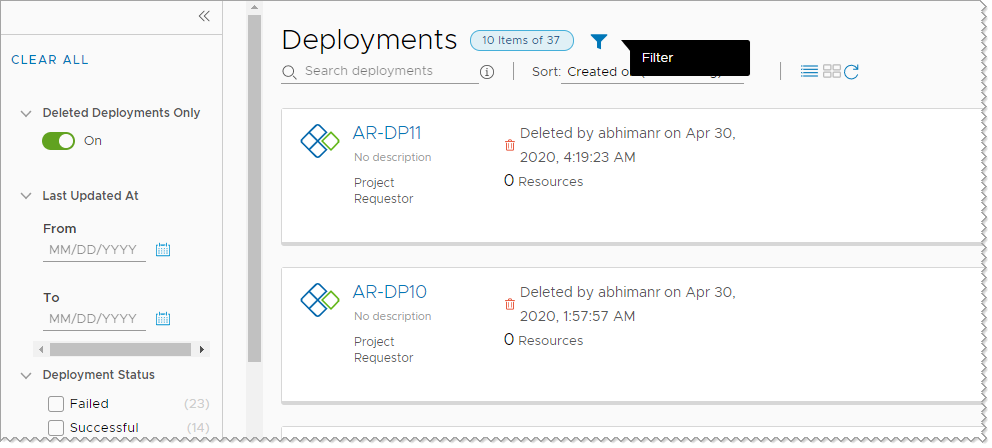 CLEAR ALL
Deleted Deployments Only
On
Last Updated At
From
MM/DD/YYYY
To
MM/DD/YYYY
Deployment Status
Failed (23)
Successful (14)
Deployments 10 Items of 37
Filter
Search deployments
Sort: Created o
AR-DP11
No description
Project
Requestor
Deleted by abhimanr on Apr 30,
2020, 4:19:23 AM
0 Resources
AR-DP10
No description
Project
Requestor
Deleted by abhimanr on Apr 30,
2020, 1:57:57 AM
0 Resources